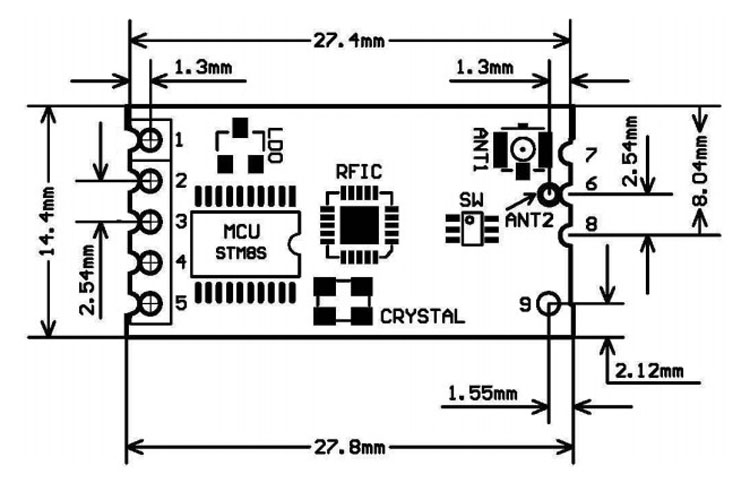 27.4mm
1.3mm
1.3mm
1
LDO
ANT1
7
2.54mm
8.04mm
2
RFIC
6
SW
ANT2
14.4mm
3
MCU
STM8S
8
2.54mm
4
5
CRYSTAL
9
2.12mm
1.55mm
27.8mm